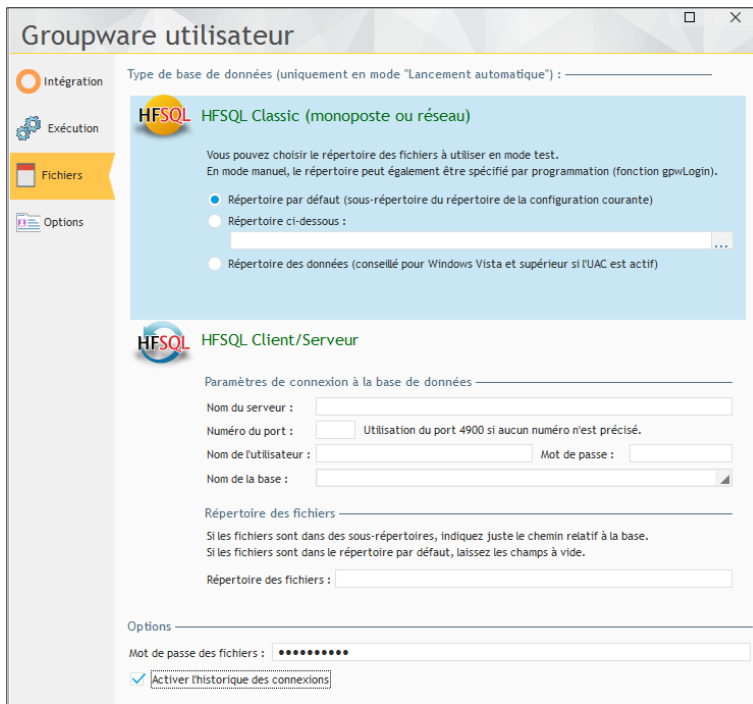 Groupware utilisateur
Intégration
Exécution
Fichiers
Options
Type de base de données (uniquement en mode "Lancement automatique") :
HFSQL
HFSQL Classic (monoposte ou réseau)
Vous pouvez choisir le répertoire des fichiers à utiliser en mode test.
En mode manuel, le répertoire peut également être spécifié par programmation (fonction gpwLogin).
Répertoire par défaut (sous-répertoire du répertoire de la configuration courante)
Répertoire ci-dessous :
...
Répertoire des données (conseillé pour Windows Vista et supérieur si l'UAC est actif)
HFSQL
HFSQL Client/Serveur
Paramètres de connexion à la base de données
Nom du serveur :
Numéro du port : Utilisation du port 4900 si aucun numéro n'est précisé.
Nom de l'utilisateur : Mot de passe :
Nom de la base :
Répertoire des fichiers
Si les fichiers sont dans des sous-répertoires, indiquez juste le chemin relatif à la base.
Si les fichiers sont dans le répertoire par défaut, laissez les champs à vide.
Répertoire des fichiers :
Options
Mot de passe des fichiers : ••••••••••
Activer l'historique des connexions